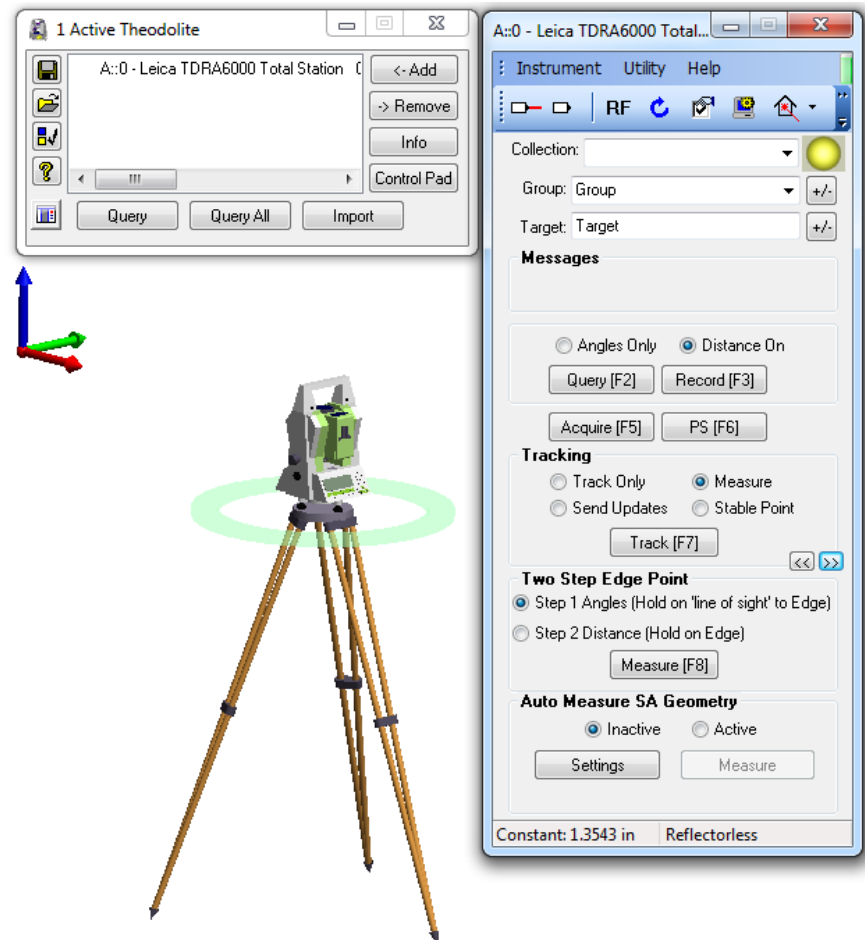 1 Active Theodolite
A::0 - Leica TDRA6000 Total Station
<- Add
-> Remove
Info
Control Pad
Query
Query All
Import
A::0 - Leica TDRA6000 Total...
Instrument Utility Help
RF
Collection:
Group: Group +/-
Target: Target +/-
Messages
Angles Only Distance On
Query [F2] Record [F3]
Acquire [F5] PS [F6]
Tracking
Track Only Measure
Send Updates Stable Point
Track [F7]
<< >>
Two Step Edge Point
Step 1 Angles (Hold on 'line of sight' to Edge)
Step 2 Distance (Hold on Edge)
Measure [F8]
Auto Measure SA Geometry
Inactive Active
Settings Measure
Constant: 1.3543 in Reflectorless